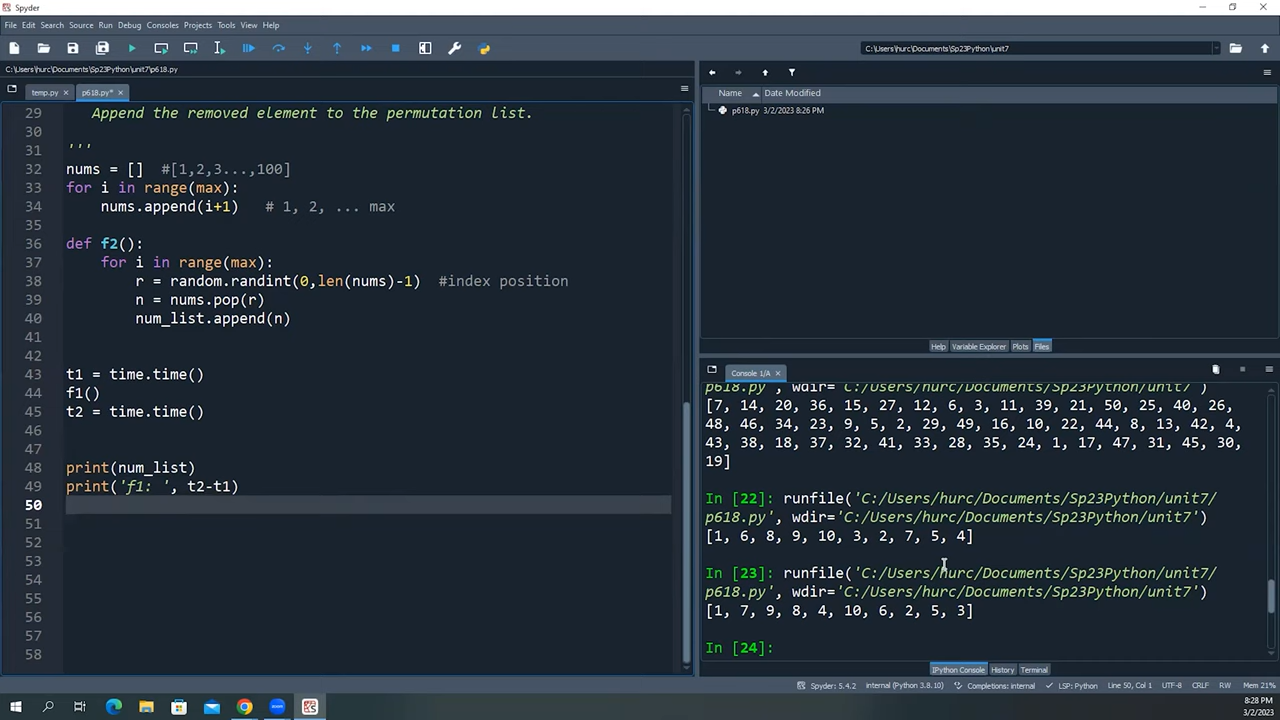 Spyder
File Edit Search Source Run Debug Consoles Projects Tools View Help
C:\Users\hurc\Documents\Sp23Python\unit7
C:\Users\hurc\Documents\Sp23Python\unit7\p618.py
temp.py
p618.py*
29 Append the removed element to the permutation list.
30
31 '''
32 nums = [] #[1,2,3...,100]
33 for i in range(max):
34 nums.append(i+1) # 1, 2, ... max
35
36 def f2():
37 for i in range(max):
38 r = random.randint(0,len(nums)-1) #index position
39 n = nums.pop(r)
40 num_list.append(n)
41
42
43 t1 = time.time()
44 f1()
45 t2 = time.time()
46
47
48 print(num_list)
49 print('f1: ', t2-t1)
50
51
52
53
54
55
56
57
58
Name Date Modified
p618.py 3/2/2023 8:26 PM
Help Variable Explorer Plots Files
Console 1/A
p618.py', wdir='C:/Users/hurc/Documents/Sp23Python/unit7')
[7, 14, 20, 36, 15, 27, 12, 6, 3, 11, 39, 21, 50, 25, 40, 26,
48, 46, 34, 23, 9, 5, 2, 29, 49, 16, 10, 22, 44, 8, 13, 42, 4,
43, 38, 18, 37, 32, 41, 33, 28, 35, 24, 1, 17, 47, 31, 45, 30,
19]
In [22]: runfile('C:/Users/hurc/Documents/Sp23Python/unit7/
p618.py', wdir='C:/Users/hurc/Documents/Sp23Python/unit7')
[1, 6, 8, 9, 10, 3, 2, 7, 5, 4]
In [23]: runfile('C:/Users/hurc/Documents/Sp23Python/unit7/
p618.py', wdir='C:/Users/hurc/Documents/Sp23Python/unit7')
[1, 7, 9, 8, 4, 10, 6, 2, 5, 3]
In [24]:
IPython Console History Terminal
Spyder: 5.4.2 internal (Python 3.8.10) Completions: internal LSP: Python Line 50, Col 1 UTF-8 CRLF RW Mem 21%
8:28 PM
3/2/2023